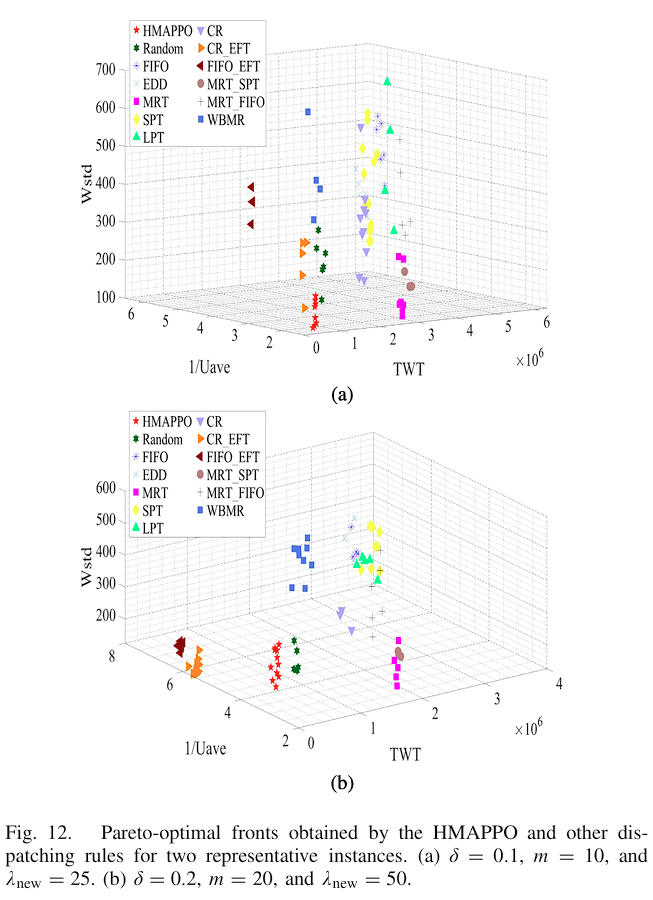 HMAPPO CR
Random CR_EFT
FIFO FIFO_EFT
EDD MRT_SPT
MRT MRT_FIFO
SPT WBMR
LPT
700
600
500
400
300
200
100
Wstd
6 5 4 3 2
0 1 2 3 4 5 6
×10⁶
1/Uave
TWT
(a)
HMAPPO CR
Random CR_EFT
FIFO FIFO_EFT
EDD MRT_SPT
MRT MRT_FIFO
SPT WBMR
LPT
600
500
400
300
200
Wstd
8 6 4 2
0 1 2 3 4
×10⁶
1/Uave
TWT
(b)
Fig. 12. Pareto-optimal fronts obtained by the HMAPPO and other dis-
patching rules for two representative instances. (a) δ = 0.1, m = 10, and
λnew = 25. (b) δ = 0.2, m = 20, and λnew = 50.